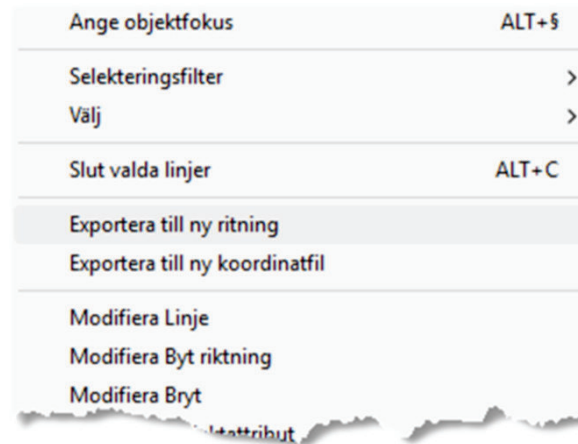 Ange objektfokus ALT+§
Selekteringsfilter >
Välj >
Slut valda linjer ALT+C
Exportera till ny ritning
Exportera till ny koordinatfil
Modifiera Linje
Modifiera Byt riktning
Modifiera Bryt